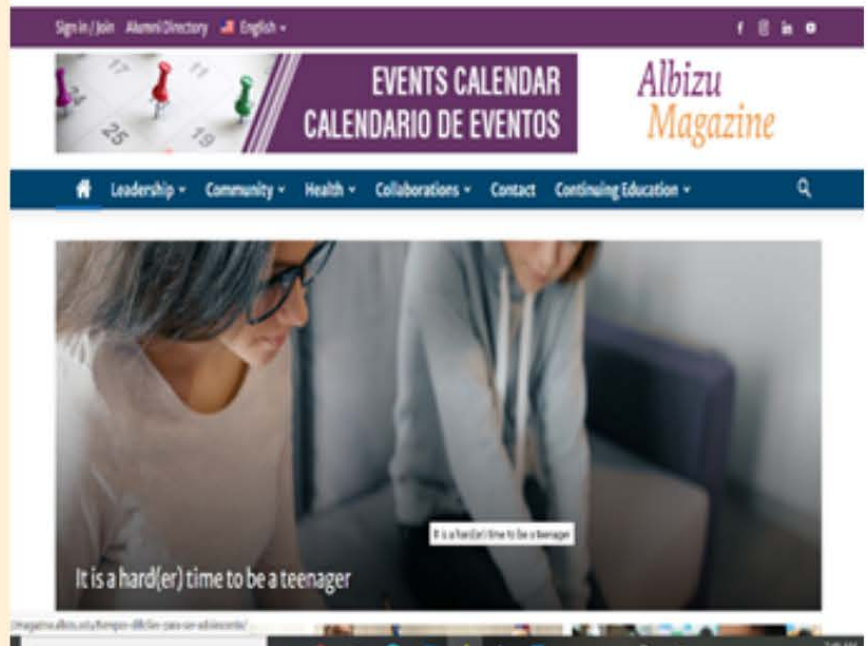 Sign in / Join Alumni Directory English
EVENTS CALENDAR
CALENDARIO DE EVENTOS
Albizu
Magazine
Leadership Community Health Collaborations Contact Continuing Education
24 17 11
25 19
It is a hard(er) time to be a teenager
It is a hard(er) time to be a teenager